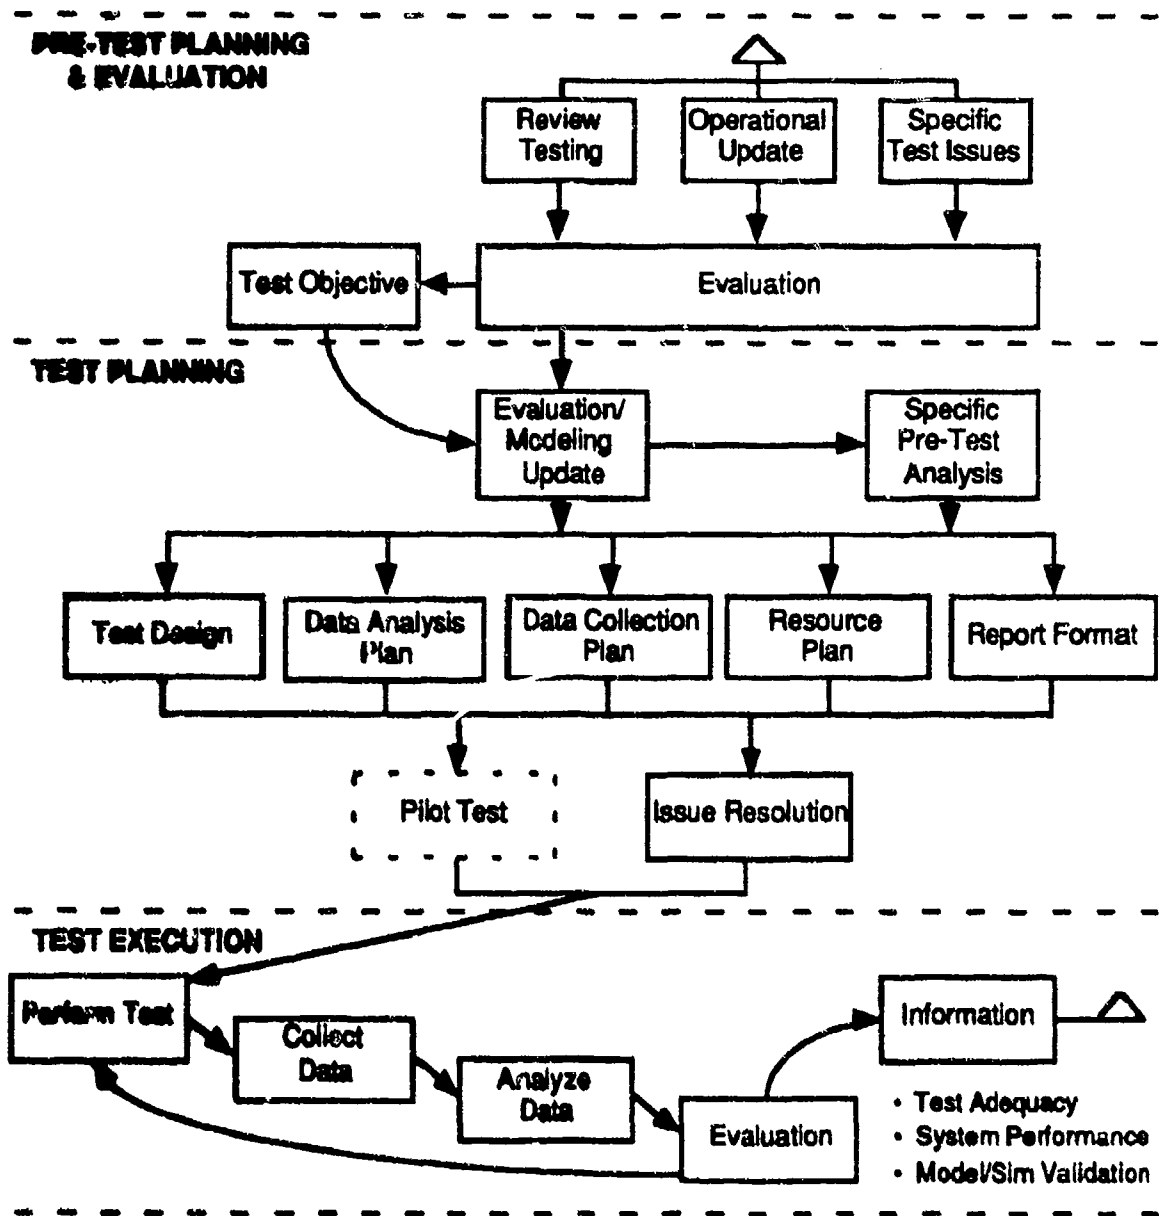 PRE-TEST PLANNING
& EVALUATION
Review
Testing
Operational
Update
Specific
Test Issues
Test Objective
Evaluation
TEST PLANNING
Evaluation/
Modeling
Update
Specific
Pre-Test
Analysis
Test Design
Data Analysis
Plan
Data Collection
Plan
Resource
Plan
Report Format
Pilot Test
Issue Resolution
TEST EXECUTION
Perform Test
Collect
Data
Analyze
Data
Evaluation
Information
• Test Adequacy
• System Performance
• Model/Sim Validation